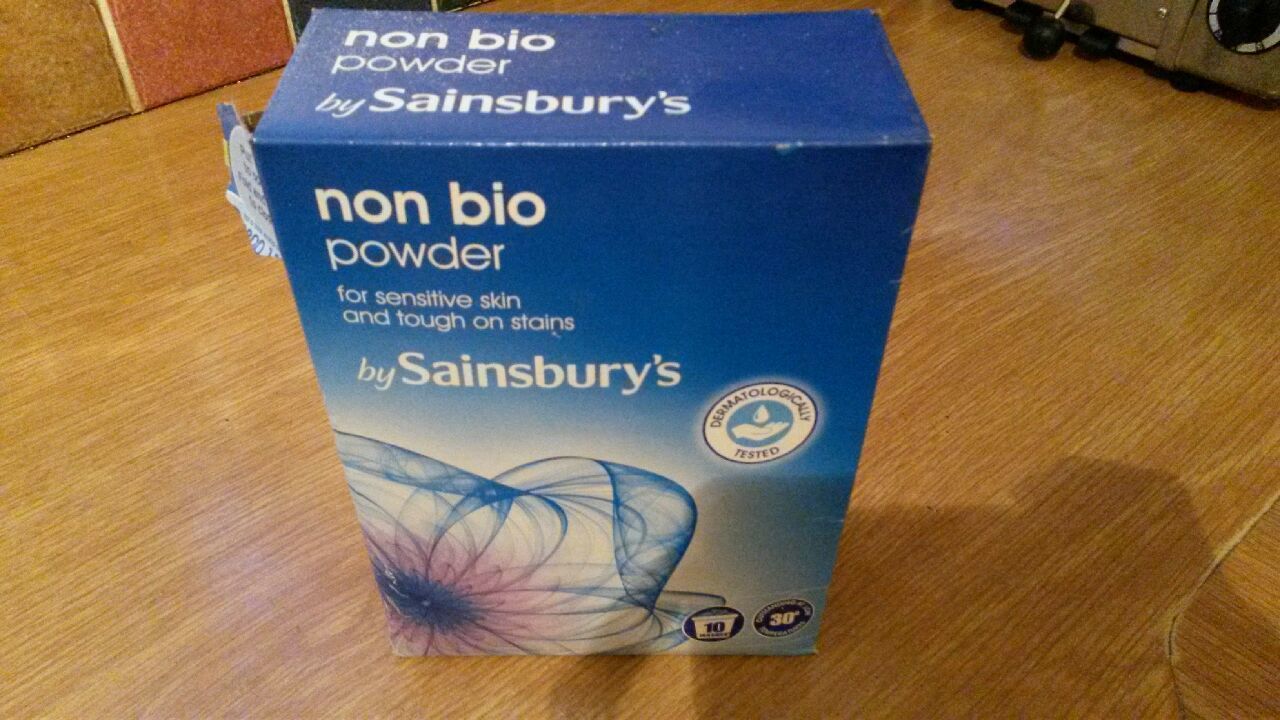 non bio
powder
by Sainsbury's
non bio
powder
for sensitive skin
and tough on stains
by Sainsbury's
DERMATOLOGICALLY
TESTED
10
30°